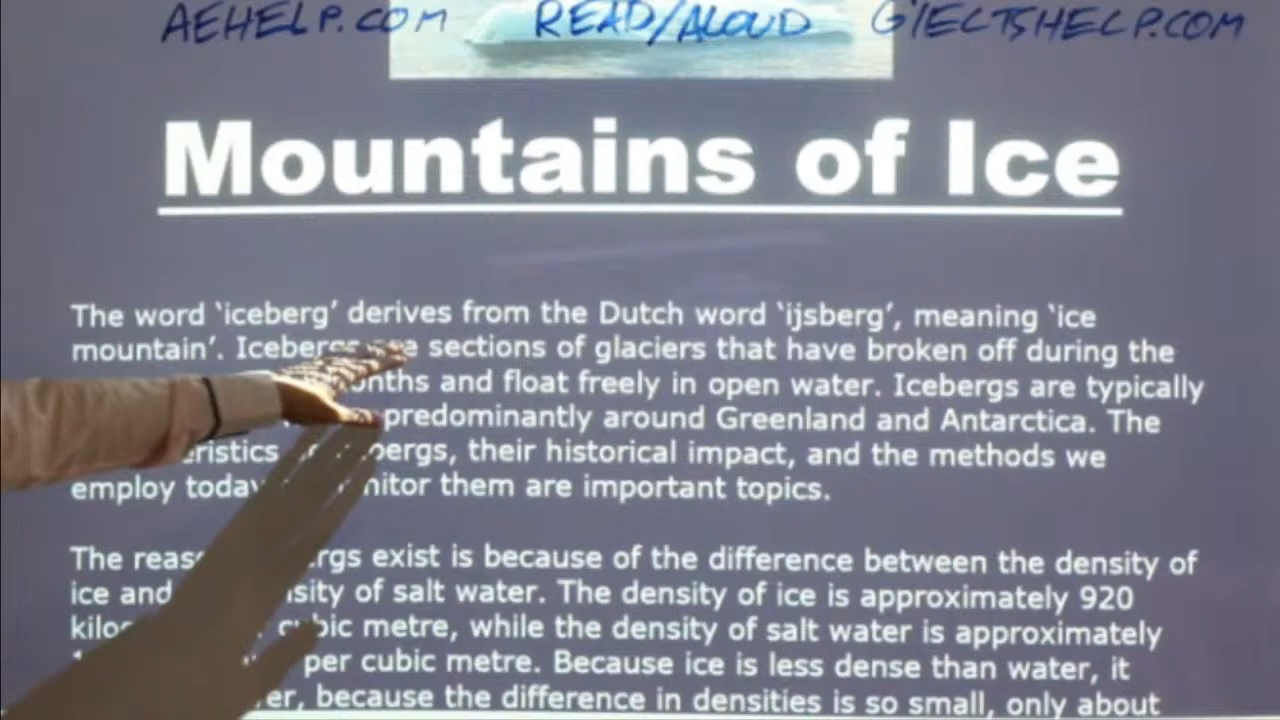 AEHELP.COM READ/ALOUD G'IELTSHELP.COM
Mountains of Ice
The word ‘iceberg’ derives from the Dutch word ‘ijsberg’, meaning ‘ice
mountain’. Icebergs sections of glaciers that have broken off during the
and float freely in open water. Icebergs are typically
predominantly around Greenland and Antarctica. The
their historical impact, and the methods we
employ today them are important topics.
The exist is because of the difference between the density of
ice and of salt water. The density of ice is approximately 920
cubic metre, while the density of salt water is approximately
per cubic metre. Because ice is less dense than water, it
because the difference in densities is so small, only about